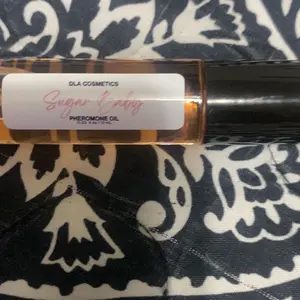 DLA COSMETICS
Sugar Baby
PHEROMONE OIL